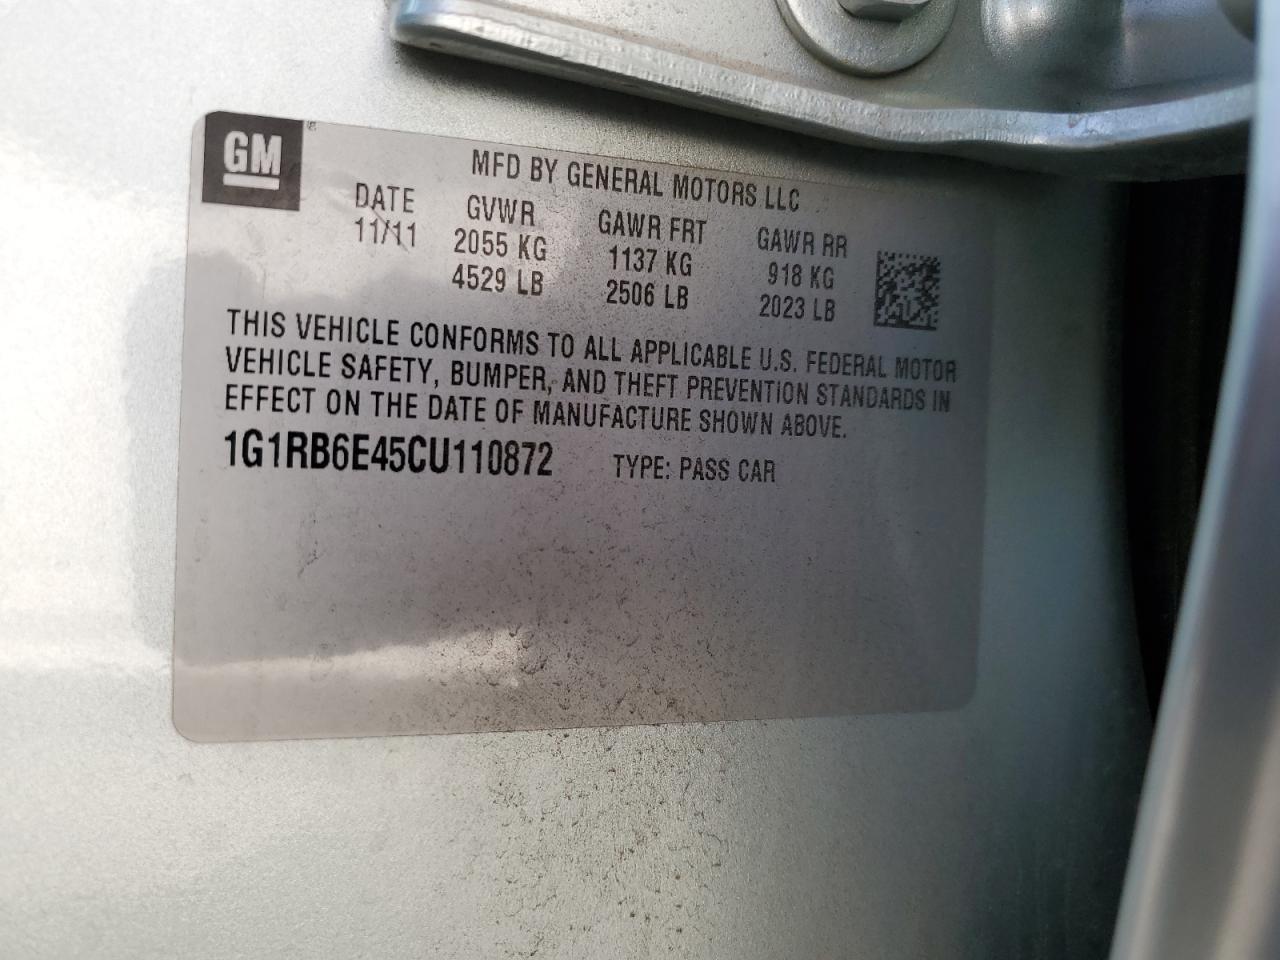 GM
MFD BY GENERAL MOTORS LLC
DATE GVWR GAWR FRT GAWR RR
11/11 2055 KG 1137 KG 918 KG
4529 LB 2506 LB 2023 LB
THIS VEHICLE CONFORMS TO ALL APPLICABLE U.S. FEDERAL MOTOR
VEHICLE SAFETY, BUMPER, AND THEFT PREVENTION STANDARDS IN
EFFECT ON THE DATE OF MANUFACTURE SHOWN ABOVE.
1G1RB6E45CU110872 TYPE: PASS CAR